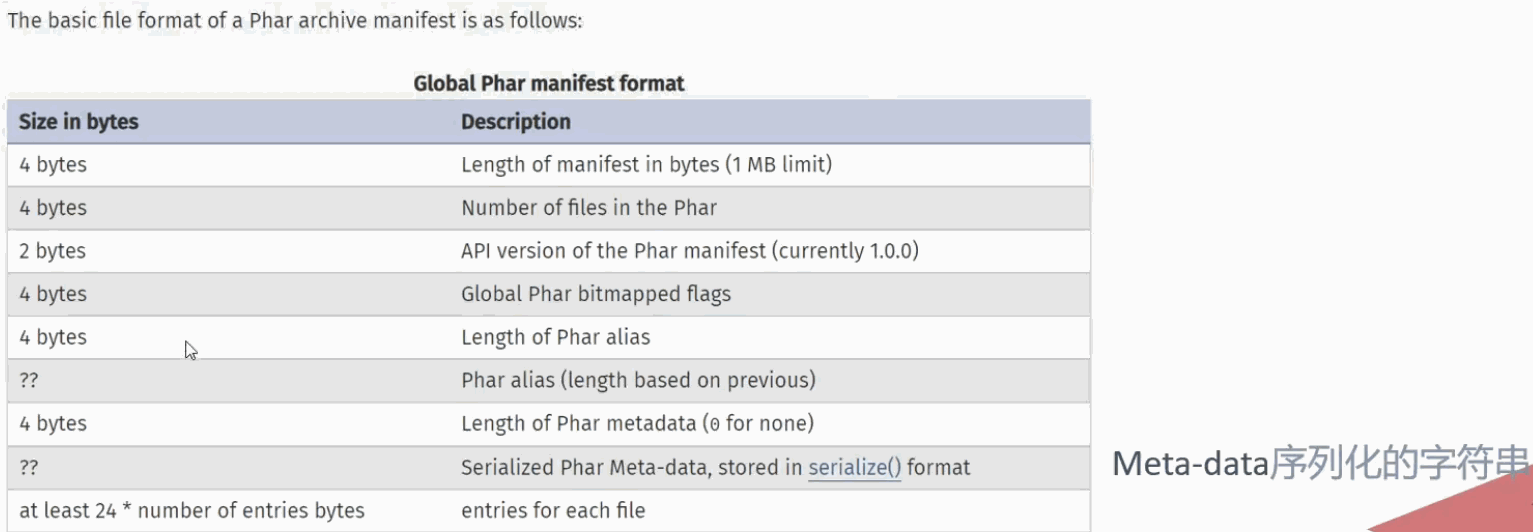 The basic file format of a Phar archive manifest is as follows:
Global Phar manifest format
Size in bytes Description
4 bytes Length of manifest in bytes (1 MB limit)
4 bytes Number of files in the Phar
2 bytes API version of the Phar manifest (currently 1.0.0)
4 bytes Global Phar bitmapped flags
4 bytes Length of Phar alias
?? Phar alias (length based on previous)
4 bytes Length of Phar metadata (0 for none)
?? Serialized Phar Meta-data, stored in serialize() format
Meta-data序列化的字符串
at least 24 * number of entries bytes entries for each file